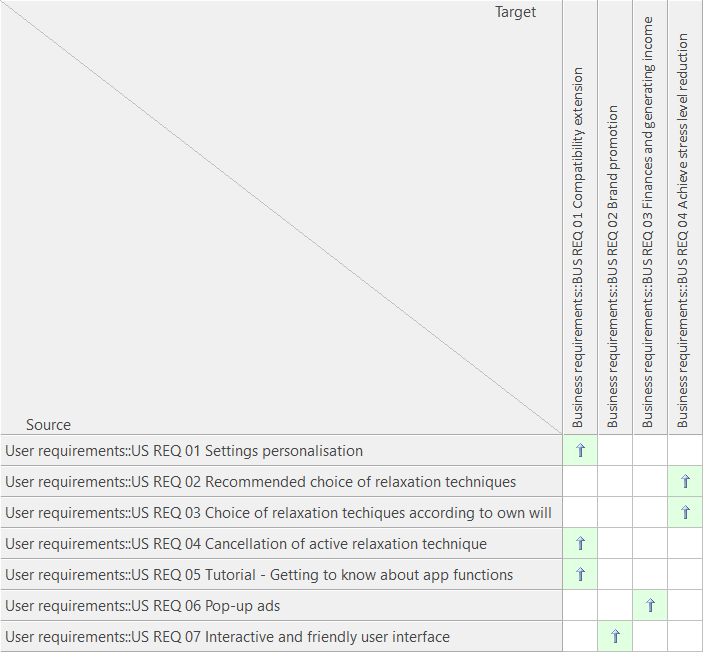 Target
Business requirements::BUS REQ 01 Compatibility extension
Business requirements::BUS REQ 02 Brand promotion
Business requirements::BUS REQ 03 Finances and generating income
Business requirements::BUS REQ 04 Achieve stress level reduction
Source
User requirements::US REQ 01 Settings personalisation
User requirements::US REQ 02 Recommended choice of relaxation techniques
User requirements::US REQ 03 Choice of relaxation techiques according to own will
User requirements::US REQ 04 Cancellation of active relaxation technique
User requirements::US REQ 05 Tutorial - Getting to know about app functions
User requirements::US REQ 06 Pop-up ads
User requirements::US REQ 07 Interactive and friendly user interface